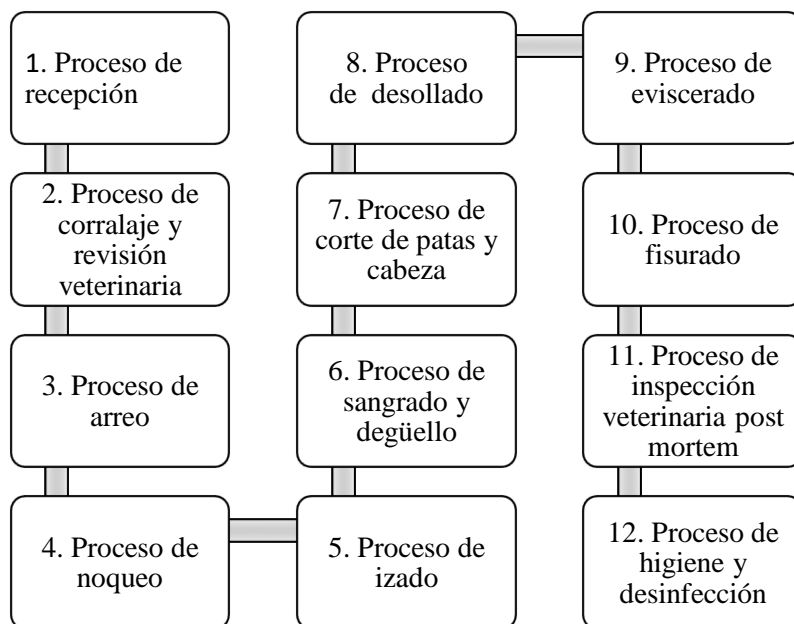 1. Proceso de
recepción
2. Proceso de
corralaje y
revisión
veterinaria
3. Proceso de
arreo
4. Proceso de
noqueo
5. Proceso de
izado
6. Proceso de
sangrado y
degüello
7. Proceso de
corte de patas y
cabeza
8. Proceso
de desollado
9. Proceso de
eviscerado
10. Proceso de
fisurado
11. Proceso de
inspección
veterinaria post
mortem
12. Proceso de
higiene y
desinfección